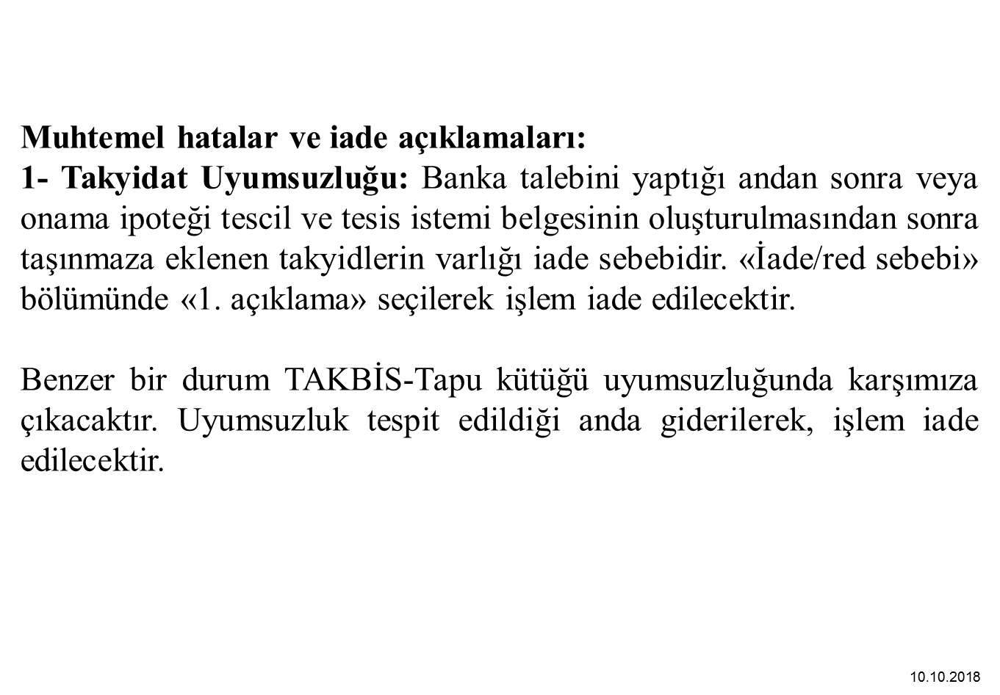 Muhtemel hatalar ve iade açıklamaları:
1- Takyidat Uyumsuzluğu: Banka talebini yaptığı andan sonra veya
onama ipoteği tescil ve tesis istemi belgesinin oluşturulmasından sonra
taşınmaza eklenen takyidlerin varlığı iade sebebidir. «İade/red sebebi»
bölümünde «1. açıklama» seçilerek işlem iade edilecektir.
Benzer bir durum TAKBİS-Tapu kütüğü uyumsuzluğunda karşımıza
çıkacaktır. Uyumsuzluk tespit edildiği anda giderilerek, işlem iade
edilecektir.
10.10.2018